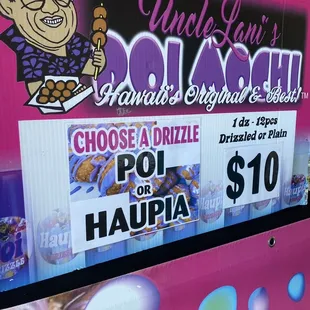 Uncle Lani's
POI MOCHI
Hawaii's Original & Best!
TM
CHOOSE A DRIZZLE
POI
OR
HAUPIA
1 dz - 12pcs
Drizzled or Plain
$10